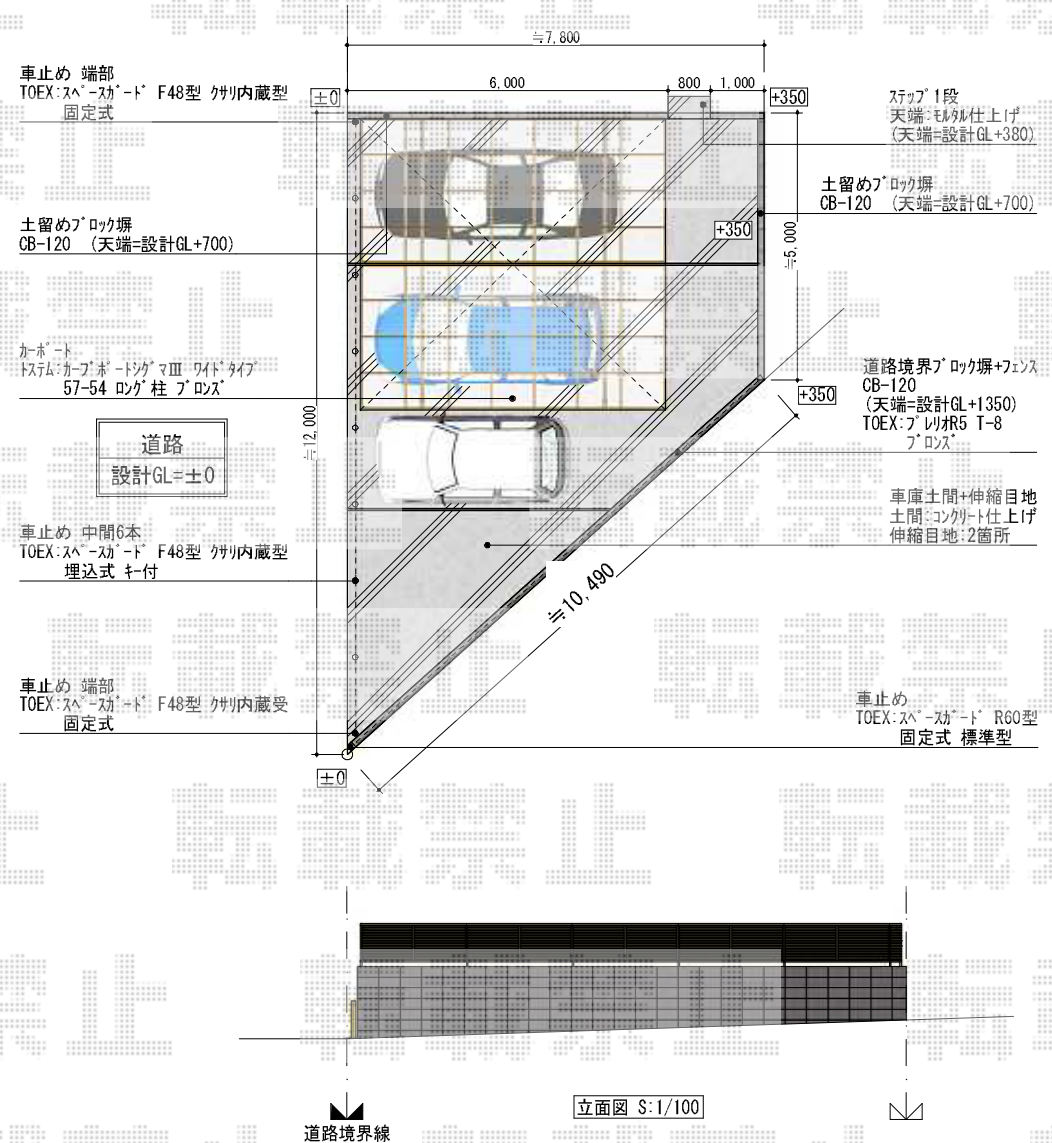 ≒7,800
6,000
800
1,000
±0
+350
車止め 端部
TOEX:スペースガード F48型 クサリ内蔵型
固定式
ステップ1段
天端:モルタル仕上げ
(天端=設計GL+380)
土留めブロック塀
CB-120 (天端=設計GL+700)
土留めブロック塀
CB-120 (天端=設計GL+700)
+350
≒5,000
カーポート
トステム:カーブポートシグマⅢ ワイドタイプ
57-54 ロング柱 ブロンズ
道路境界ブロック塀+フェンス
CB-120
(天端=設計GL+1350)
TOEX:プレリオR5 T-8
ブロンズ
+350
≒12,000
道路
設計GL=±0
車庫土間+伸縮目地
土間:コンクリート仕上げ
伸縮目地:2箇所
車止め 中間6本
TOEX:スペースガード F48型 クサリ内蔵型
埋込式 キー付
≒10,490
車止め 端部
TOEX:スペースガード F48型 クサリ内蔵受
固定式
車止め
TOEX:スペースガード R60型
固定式 標準型
±0
立面図 S:1/100
道路境界線
転載禁止